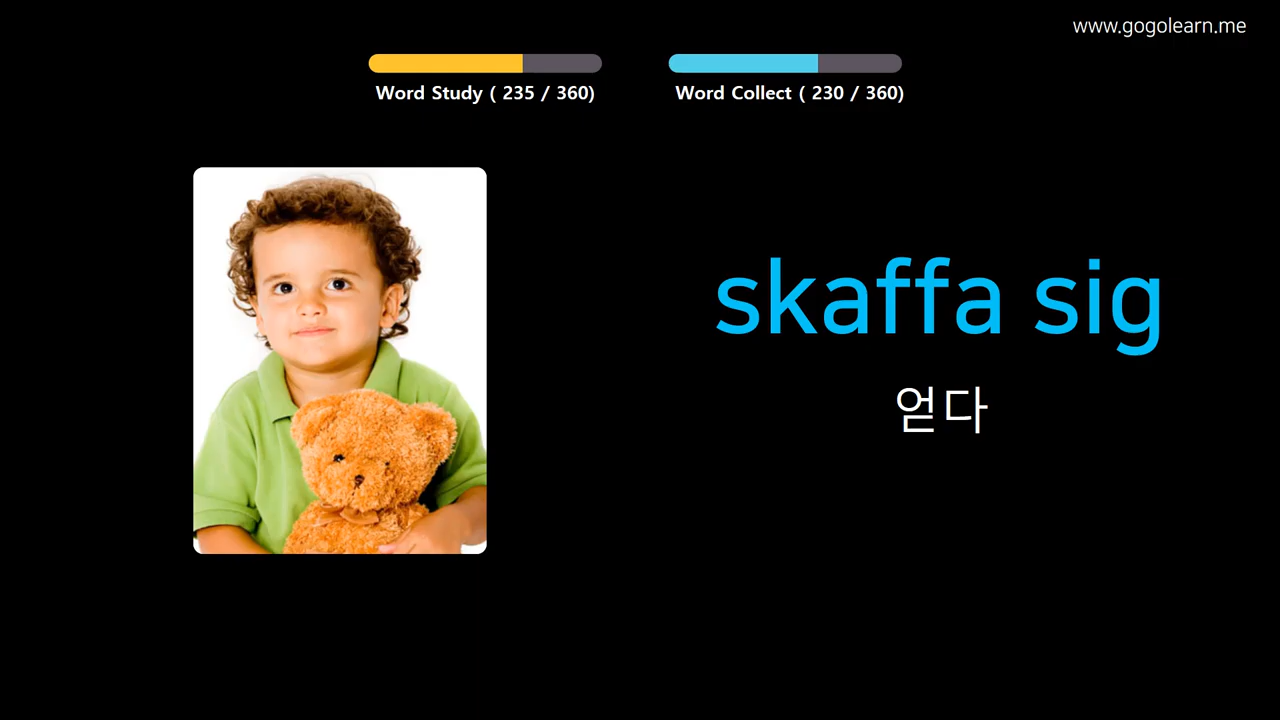 www.gogolearn.me
Word Study ( 235 / 360)
Word Collect ( 230 / 360)
skaffa sig
얻다